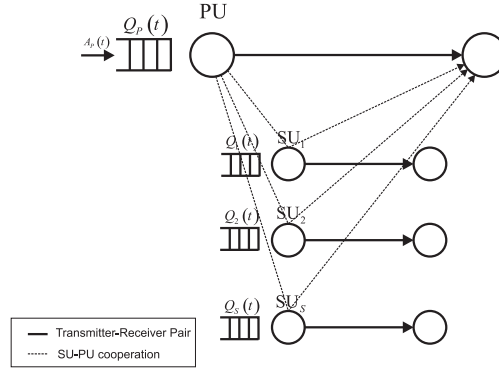 PU
Q_P(t)
A_P(t)
Q_1(t)
SU_1
Q_2(t)
SU_2
Q_S(t)
SU_S
Transmitter-Receiver Pair
SU-PU cooperation